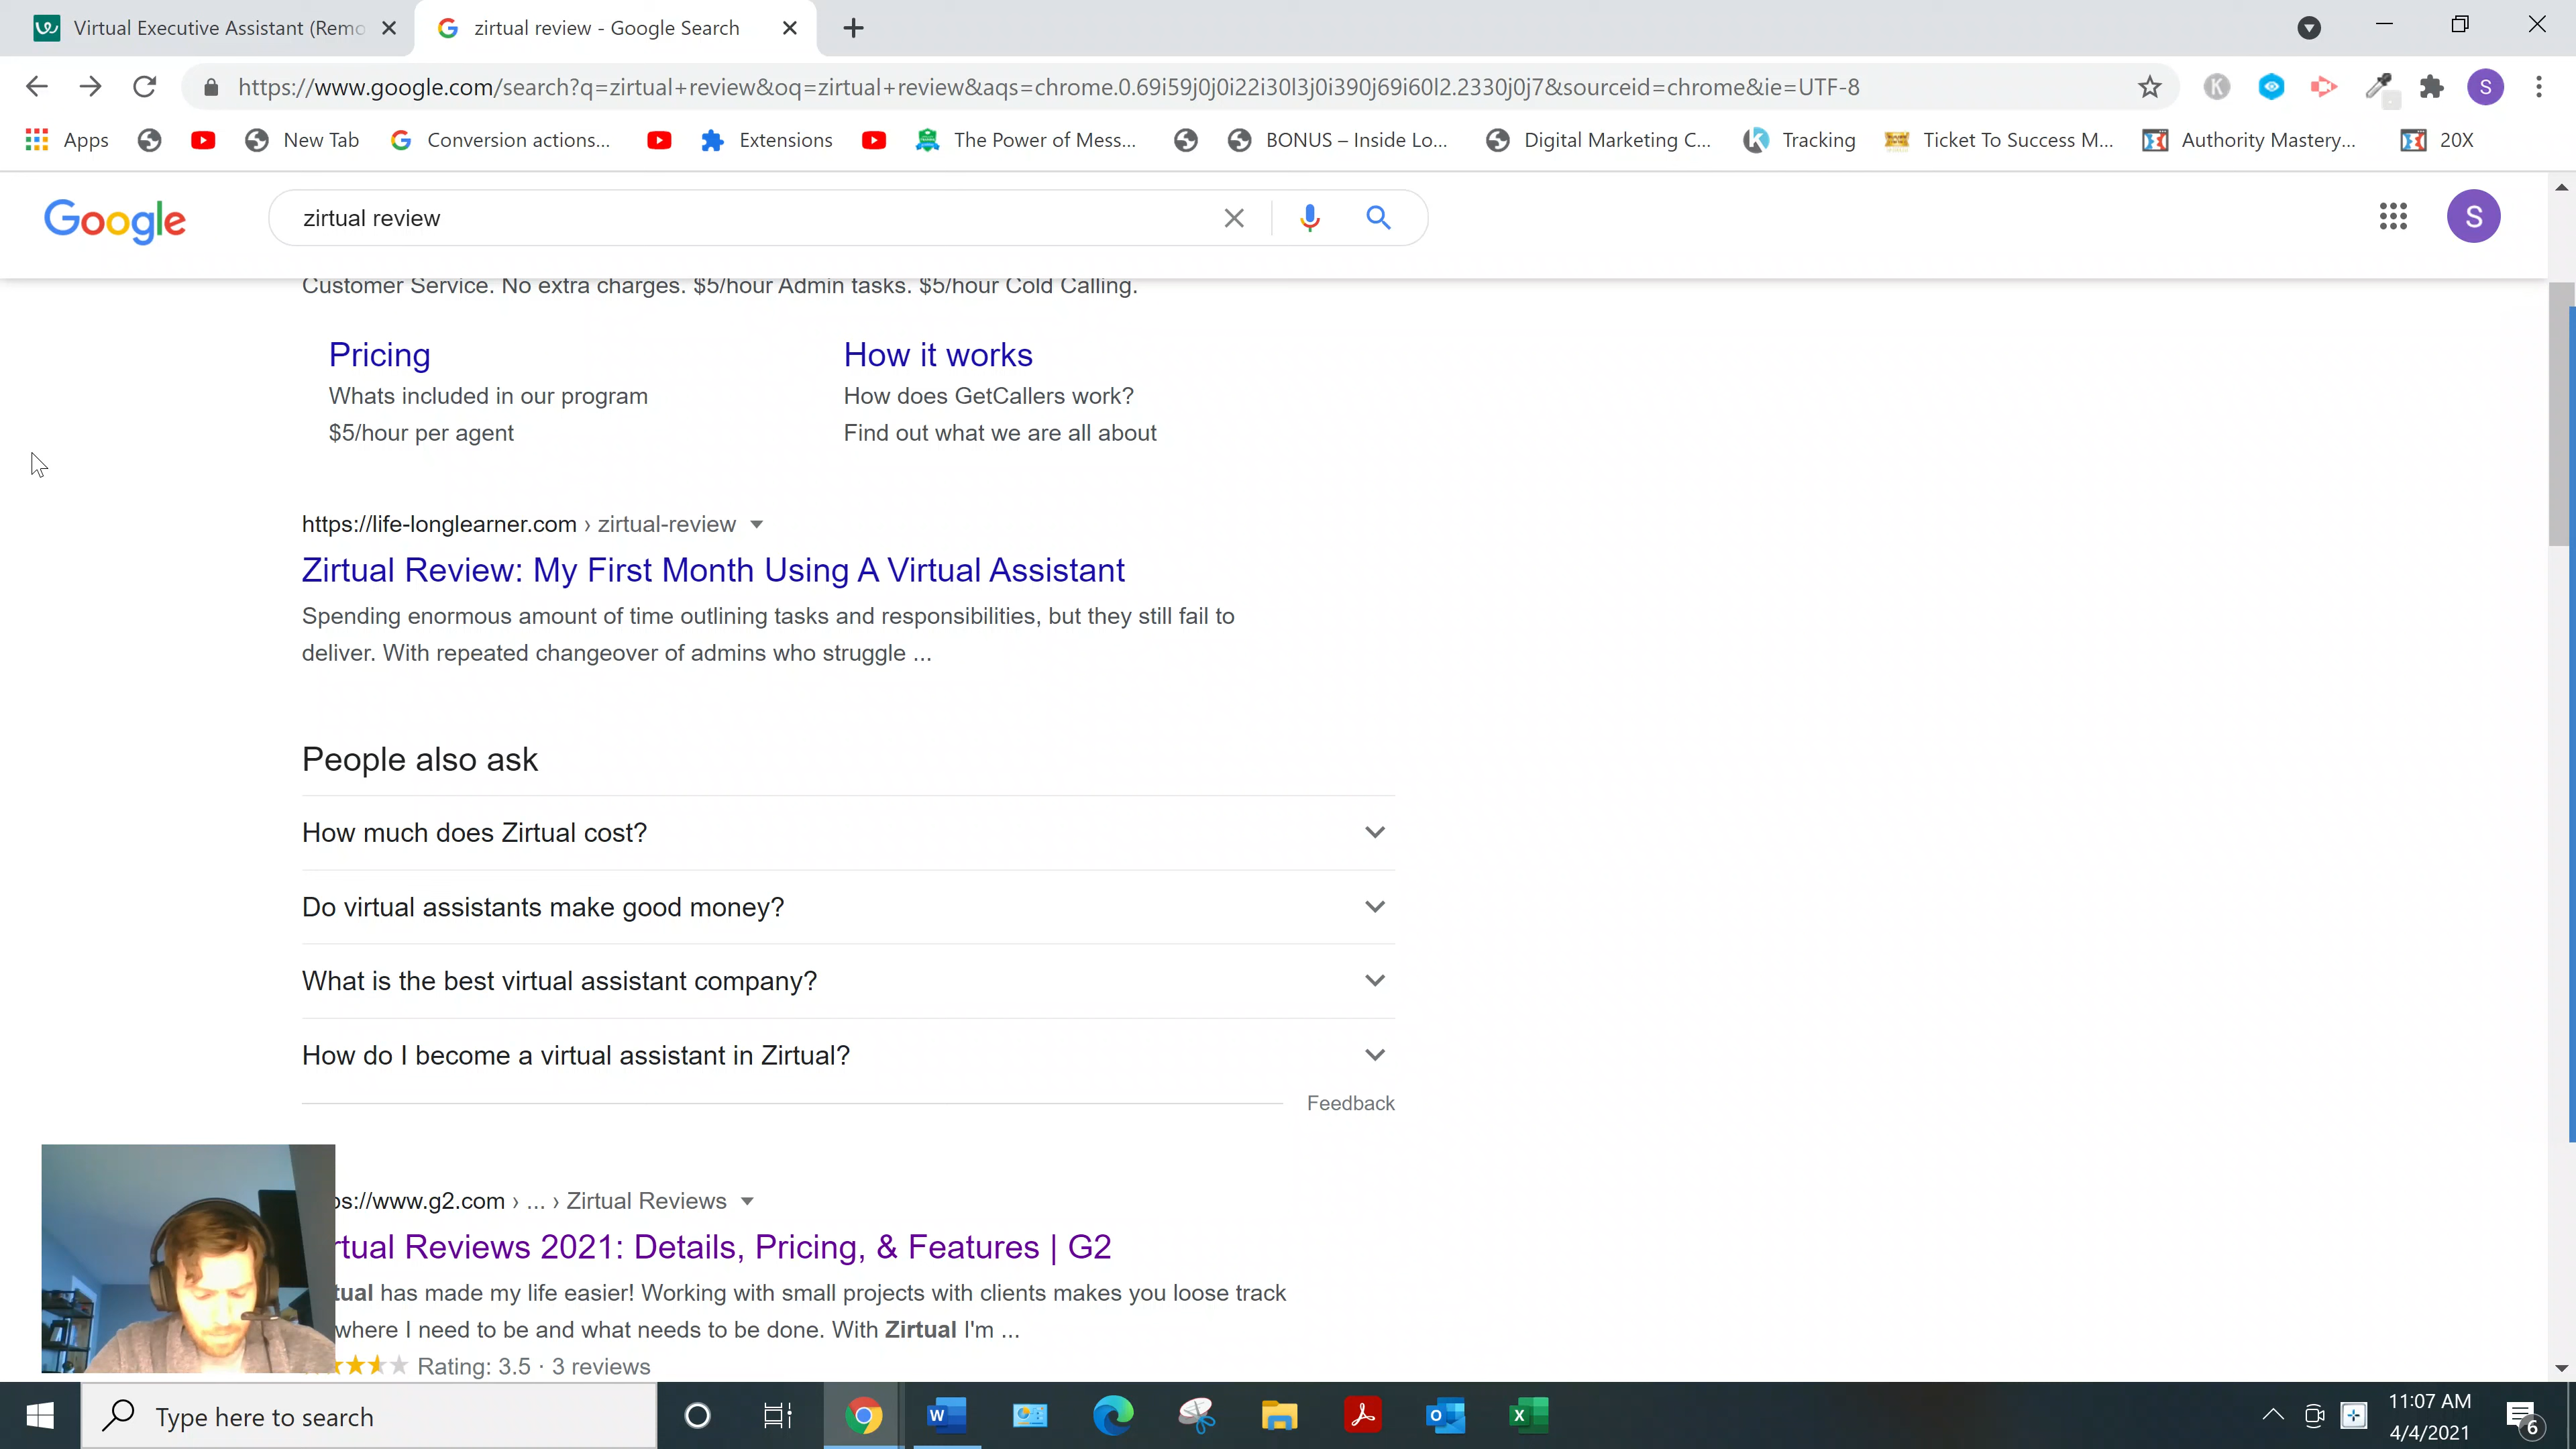 Virtual Executive Assistant (Remo
zirtual review - Google Search
https://www.google.com/search?q=zirtual+review&oq=zirtual+review&aqs=chrome.0.69i59j0j0i22i30l3j0i390j69i60l2.2330j0j7&sourceid=chrome&ie=UTF-8
K
S
Apps
New Tab
Conversion actions...
Extensions
The Power of Mess...
BONUS – Inside Lo...
Digital Marketing C...
Tracking
Ticket To Success M...
Authority Mastery...
20X
Google
zirtual review
S
Customer Service. No extra charges. $5/hour Admin tasks. $5/hour Cold Calling.
Pricing
Whats included in our program
$5/hour per agent
How it works
How does GetCallers work?
Find out what we are all about
https://life-longlearner.com › zirtual-review
Zirtual Review: My First Month Using A Virtual Assistant
Spending enormous amount of time outlining tasks and responsibilities, but they still fail to
deliver. With repeated changeover of admins who struggle ...
People also ask
How much does Zirtual cost?
Do virtual assistants make good money?
What is the best virtual assistant company?
How do I become a virtual assistant in Zirtual?
Feedback
ps://www.g2.com › ... › Zirtual Reviews
rtual Reviews 2021: Details, Pricing, & Features | G2
tual has made my life easier! Working with small projects with clients makes you loose track
where I need to be and what needs to be done. With Zirtual I'm ...
Rating: 3.5 · 3 reviews
Type here to search
11:07 AM
4/4/2021
6